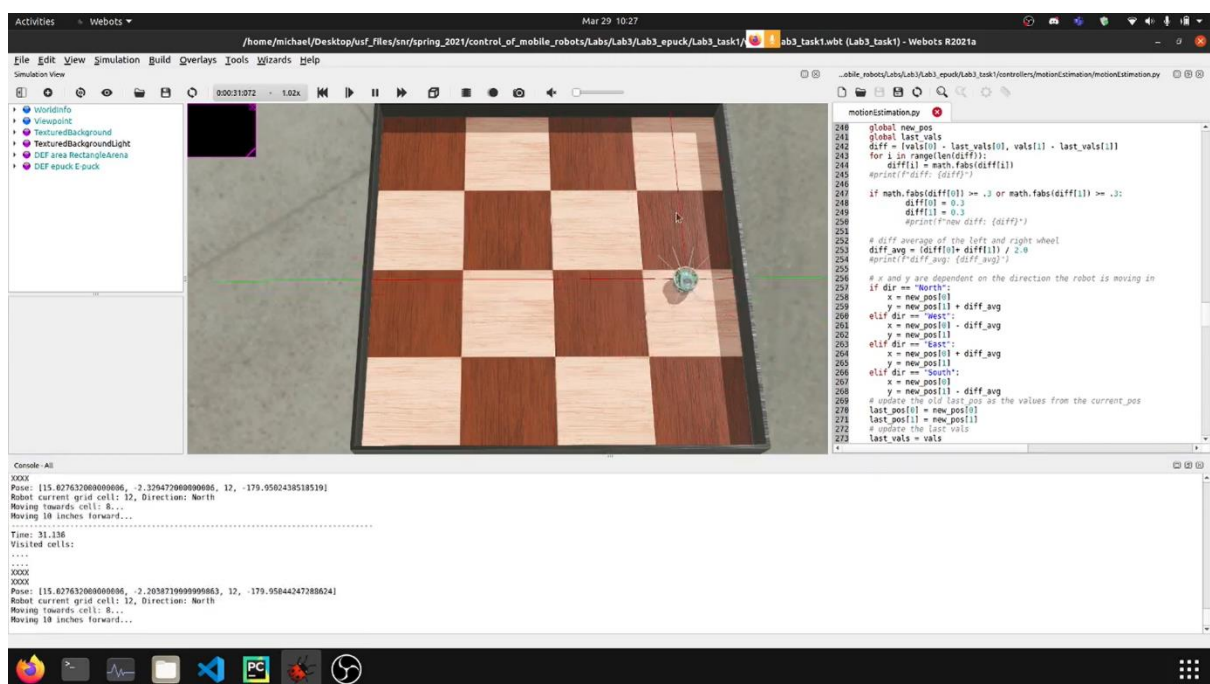 Activities Webots Mar 29 10:27
/home/michael/Desktop/usf_files/snr/spring_2021/control_of_mobile_robots/Labs/Lab3/Lab3_epuck/Lab3_task1/ ab3_task1.wbt (Lab3_task1) - Webots R2021a
File Edit View Simulation Build Overlays Tools Wizards Help
Simulation View
...obile_robots/Labs/Lab3/Lab3_epuck/Lab3_task1/controllers/motionEstimation/motionEstimation.py
0:00:31:072 - 1.02x
WorldInfo
Viewpoint
TexturedBackground
TexturedBackgroundLight
DEF area RectangleArena
DEF epuck E-puck
motionEstimation.py
240 global new_pos
241 global last_vals
242 diff = [vals[0] - last_vals[0], vals[1] - last_vals[1]]
243 for i in range(len(diff)):
244 diff[i] = math.fabs(diff[i])
245 #print(f"diff: {diff}")
246
247 if math.fabs(diff[0]) >= .3 or math.fabs(diff[1]) >= .3:
248 diff[0] = 0.3
249 diff[1] = 0.3
250 #print(f"new diff: {diff}")
251
252 # diff average of the left and right wheel
253 diff_avg = (diff[0]+ diff[1]) / 2.0
254 #print(f"diff_avg: {diff_avg}")
255
256 # x and y are dependent on the direction the robot is moving in
257 if dir == "North":
258 x = new_pos[0]
259 y = new_pos[1] + diff_avg
260 elif dir == "West":
261 x = new_pos[0] - diff_avg
262 y = new_pos[1]
263 elif dir == "East":
264 x = new_pos[0] + diff_avg
265 y = new_pos[1]
266 elif dir == "South":
267 x = new_pos[0]
268 y = new_pos[1] - diff_avg
269 # update the old last_pos as the values from the current_pos
270 last_pos[0] = new_pos[0]
271 last_pos[1] = new_pos[1]
272 # update the last vals
273 last_vals = vals
Console - All
XXXX
Pose: [15.027632000000006, -2.329472000000006, 12, -179.9502438518519]
Robot current grid cell: 12, Direction: North
Moving towards cell: 8...
Moving 10 inches forward...
--------------------------------------------------------------------------------
Time: 31.136
Visited cells:
....
....
XXXX
XXXX
Pose: [15.027632000000006, -2.2038719999999063, 12, -179.95044247288624]
Robot current grid cell: 12, Direction: North
Moving towards cell: 8...
Moving 10 inches forward...